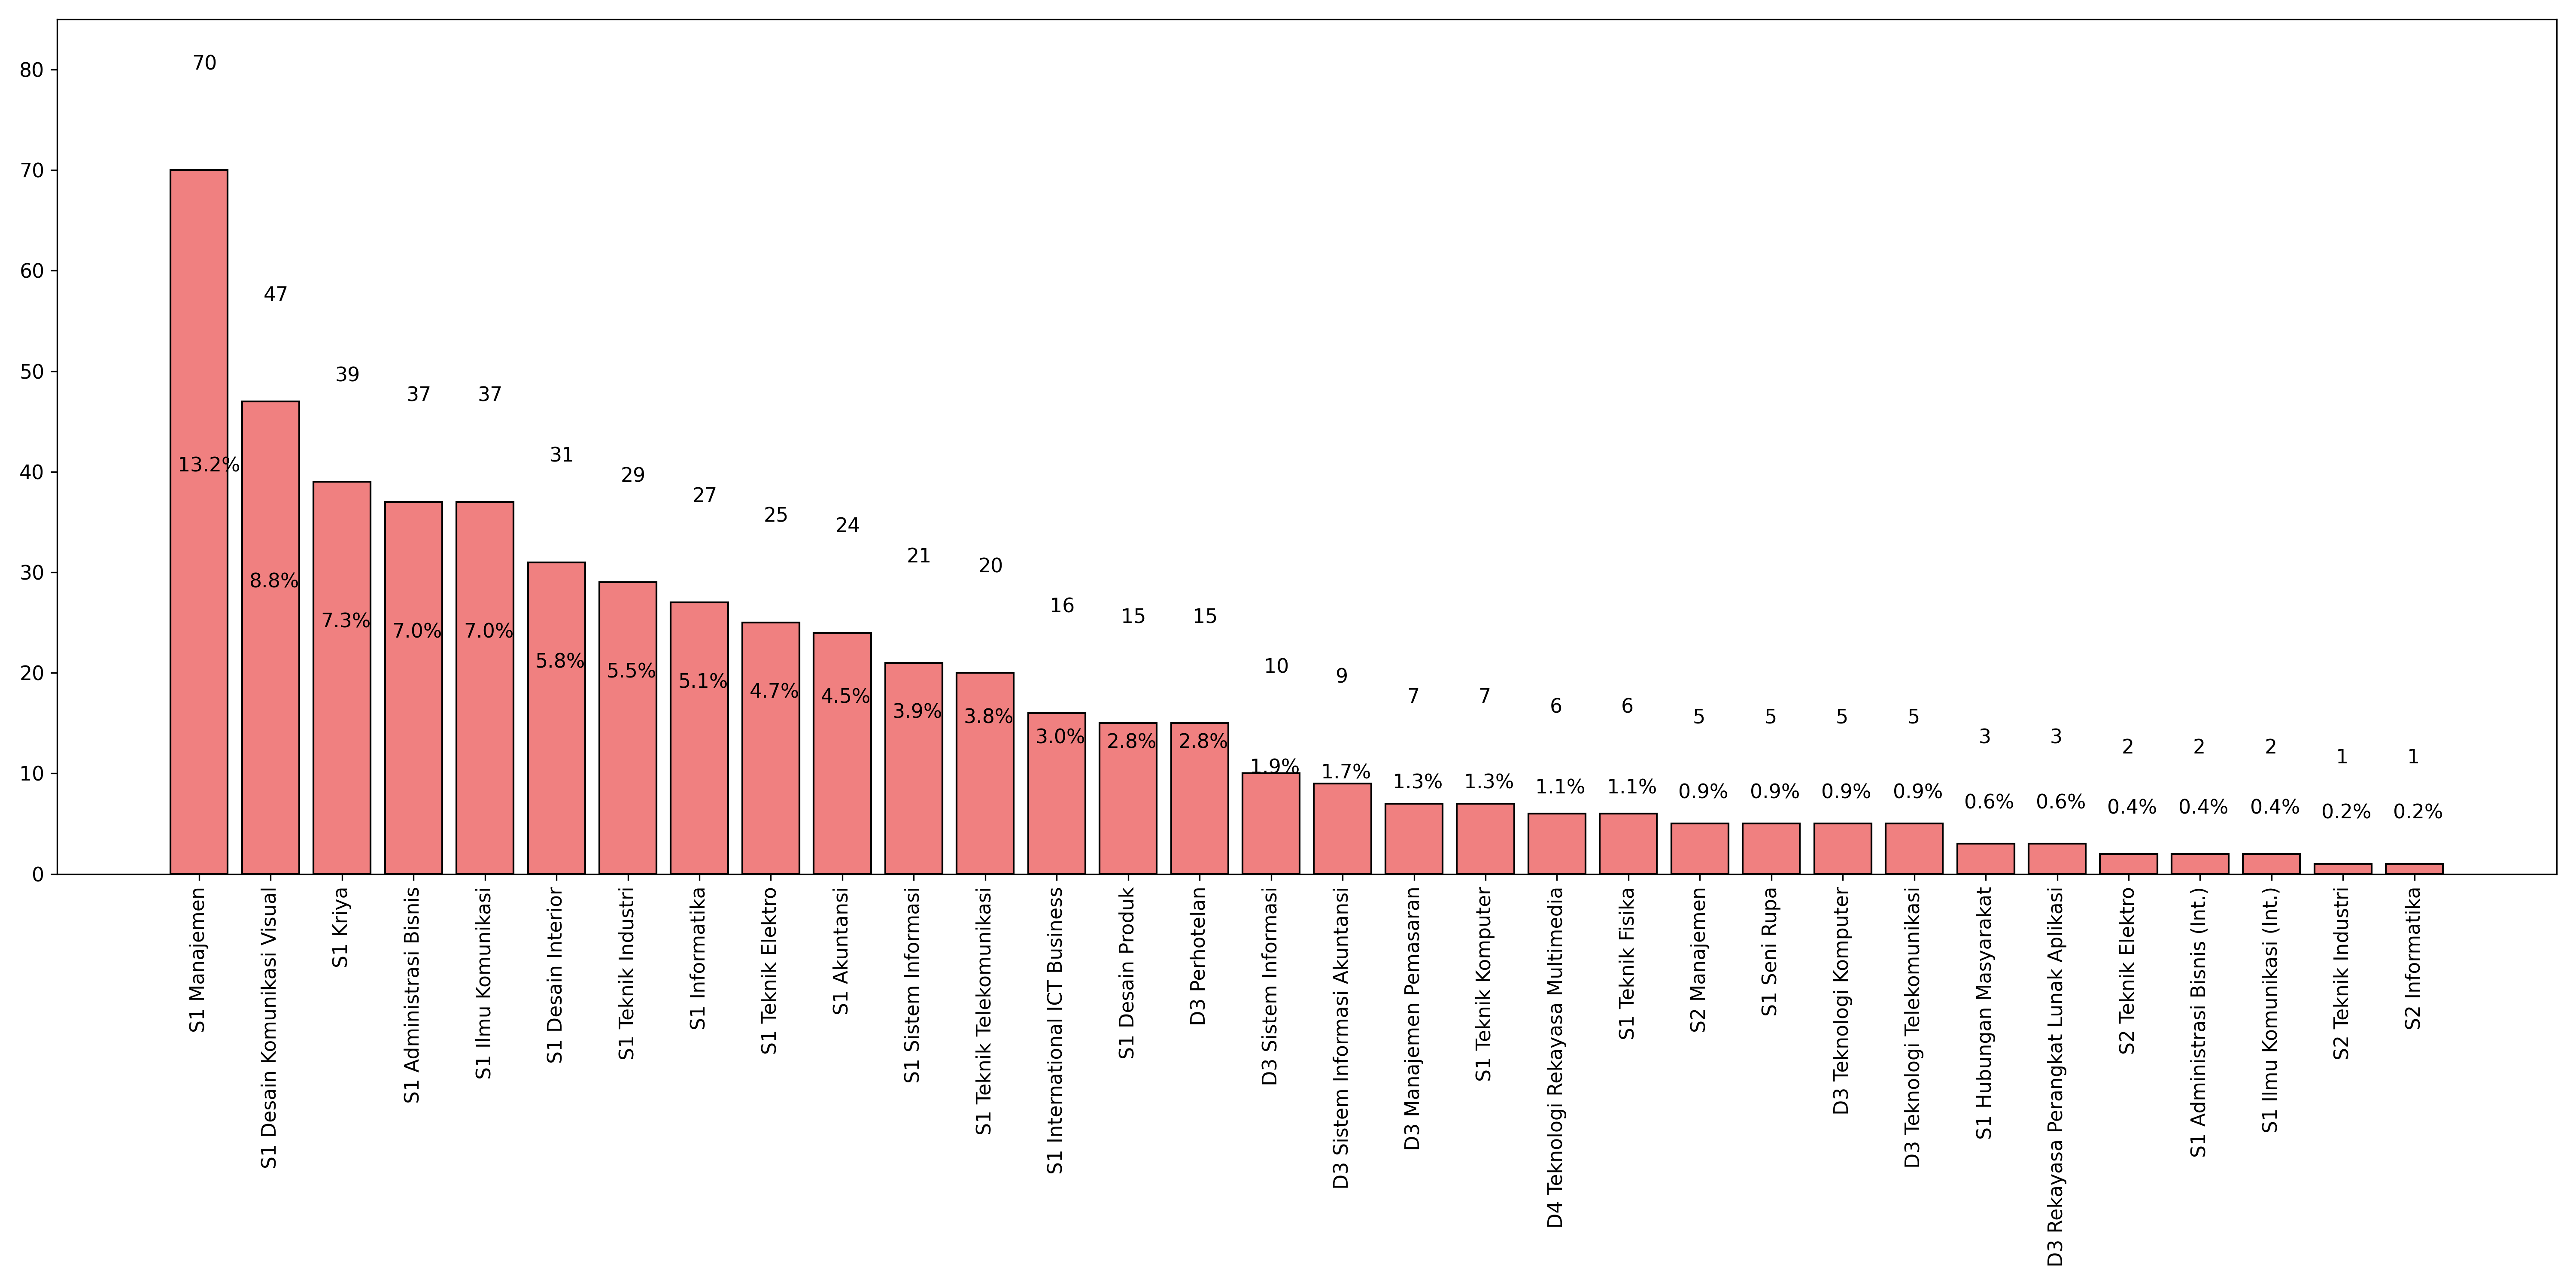 80
70
60
50
40
30
20
10
0
70
47
39
37
37
31
29
27
25
24
21
20
16
15
15
10
9
7
7
6
6
5
5
5
5
3
3
2
2
2
1
1
13.2%
8.8%
7.3%
7.0%
7.0%
5.8%
5.5%
5.1%
4.7%
4.5%
3.9%
3.8%
3.0%
2.8%
2.8%
1.9%
1.7%
1.3%
1.3%
1.1%
1.1%
0.9%
0.9%
0.9%
0.9%
0.6%
0.6%
0.4%
0.4%
0.4%
0.2%
0.2%
S1 Manajemen
S1 Desain Komunikasi Visual
S1 Kriya
S1 Administrasi Bisnis
S1 Ilmu Komunikasi
S1 Desain Interior
S1 Teknik Industri
S1 Informatika
S1 Teknik Elektro
S1 Akuntansi
S1 Sistem Informasi
S1 Teknik Telekomunikasi
S1 International ICT Business
S1 Desain Produk
D3 Perhotelan
D3 Sistem Informasi
D3 Sistem Informasi Akuntansi
D3 Manajemen Pemasaran
S1 Teknik Komputer
D4 Teknologi Rekayasa Multimedia
S1 Teknik Fisika
S2 Manajemen
S1 Seni Rupa
D3 Teknologi Komputer
D3 Teknologi Telekomunikasi
S1 Hubungan Masyarakat
D3 Rekayasa Perangkat Lunak Aplikasi
S2 Teknik Elektro
S1 Administrasi Bisnis (Int.)
S1 Ilmu Komunikasi (Int.)
S2 Teknik Industri
S2 Informatika